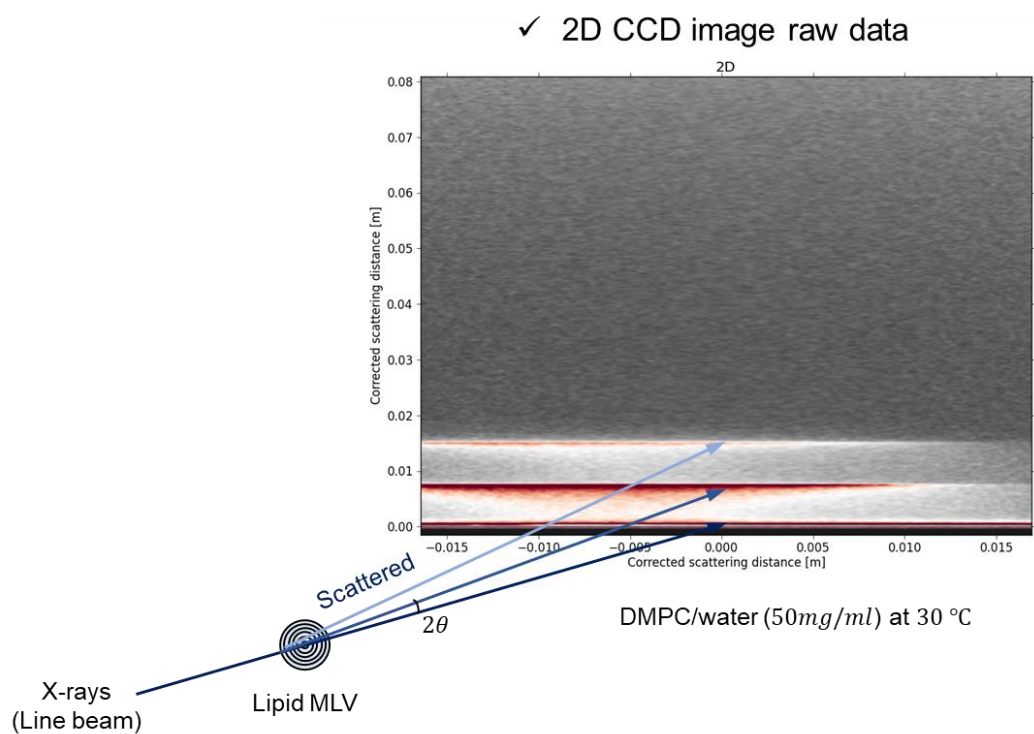 ✓ 2D CCD image raw data
2D
Corrected scattering distance [m]
0.08
0.07
0.06
0.05
0.04
0.03
0.02
0.01
0.00
−0.015 −0.010 −0.005 0.000 0.005 0.010 0.015
Corrected scattering distance [m]
Scattered
2θ
DMPC/water (50mg/ml) at 30 °C
X-rays
(Line beam)
Lipid MLV